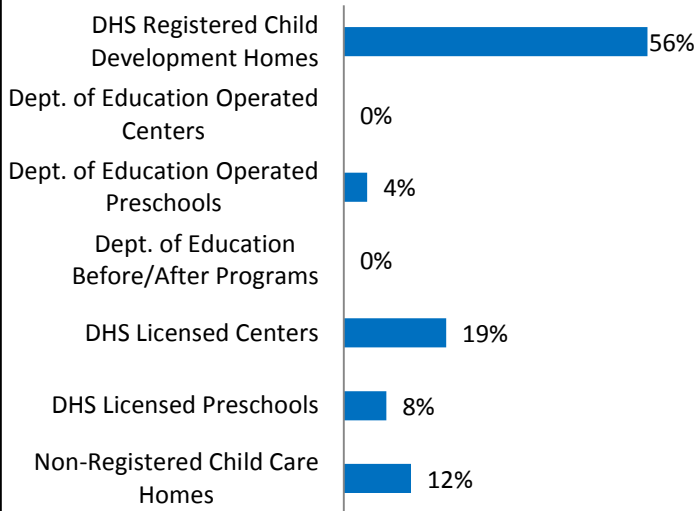 DHS Registered Child
Development Homes
56%
Dept. of Education Operated
Centers
0%
Dept. of Education Operated
Preschools
4%
Dept. of Education
Before/After Programs
0%
DHS Licensed Centers
19%
DHS Licensed Preschools
8%
Non-Registered Child Care
Homes
12%